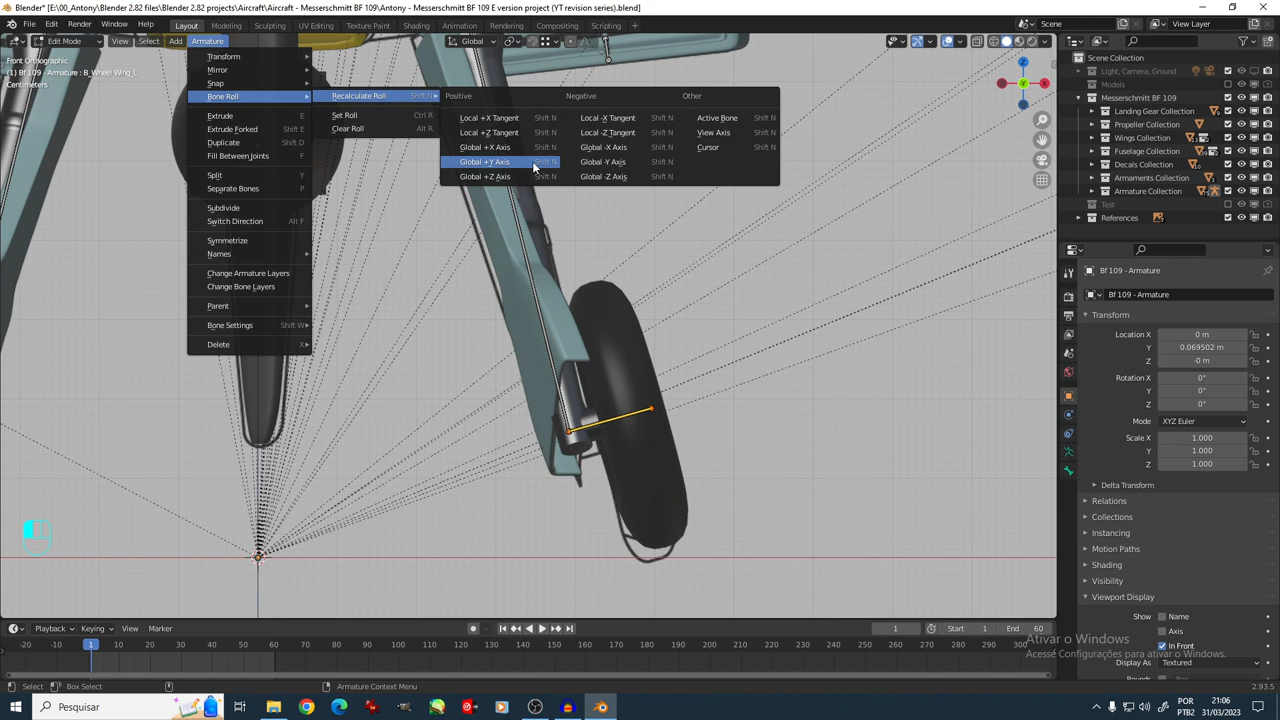 Blender* [E:\00_Antony\Blender 2.82 files\Blender 2.82 projects\Aircraft\Aircraft\Antony - Messerschmitt BF 109\Messerschmitt BF 109 E version project (YT revision series).blend]
File Edit Render Window Help Layout Modeling Sculpting UV Editing Texture Paint Shading Animation Rendering Compositing Scripting + Scene View Layer
Edit Mode View Select Add Armature Global
Front Orthographic
(1) Bf 109 - Armature : B_Wheel Wing_L
Centimeters
Transform
Mirror
Snap
Bone Roll
Extrude E
Extrude Forked Shift E
Duplicate Shift D
Fill Between Joints F
Split Y
Separate Bones P
Subdivide
Switch Direction Alt F
Symmetrize
Names
Change Armature Layers
Change Bone Layers
Parent
Bone Settings Shift W
Delete X
Recalculate Roll Shift N
Set Roll Ctrl R
Clear Roll Alt R
Positive Negative Other
Local +X Tangent Shift N Local -X Tangent Shift N Active Bone Shift N
Local +Z Tangent Shift N Local -Z Tangent Shift N View Axis Shift N
Global +X Axis Shift N Global -X Axis Shift N Cursor Shift N
Global +Y Axis Shift N Global -Y Axis Shift N
Global +Z Axis Shift N Global -Z Axis Shift N
X
Z
Y
Scene Collection
Light, Camera, Ground
Models
Messerschmitt BF 109
Landing Gear Collection
Propeller Collection
Wings Collection
Fuselage Collection
Decals Collection
Armaments Collection
Armature Collection
Test
References
Bf 109 - Armature
Bf 109 - Armature
Transform
Location X 0 m
Y 0.069502 m
Z -0 m
Rotation X 0°
Y 0°
Z 0°
Mode XYZ Euler
Scale X 1.000
Y 1.000
Z 1.000
Delta Transform
Relations
Collections
Instancing
Motion Paths
Shading
Visibility
Viewport Display
Show Name
Axis
In Front
Display As Textured
Ativar o Windows
Acesse Configurações para ativar o Windows.
Playback Keying View Marker 1 Start 1 End 60
-20 -10 1 10 20 30 40 50 60 70 80 90 100 110 120 130 140 150 160 170 180 190 200 210 220 230 240 250 260 270 280 290 300
Select Box Select Armature Context Menu 2.93.5
Pesquisar
POR
PTB2
21:06
31/03/2023